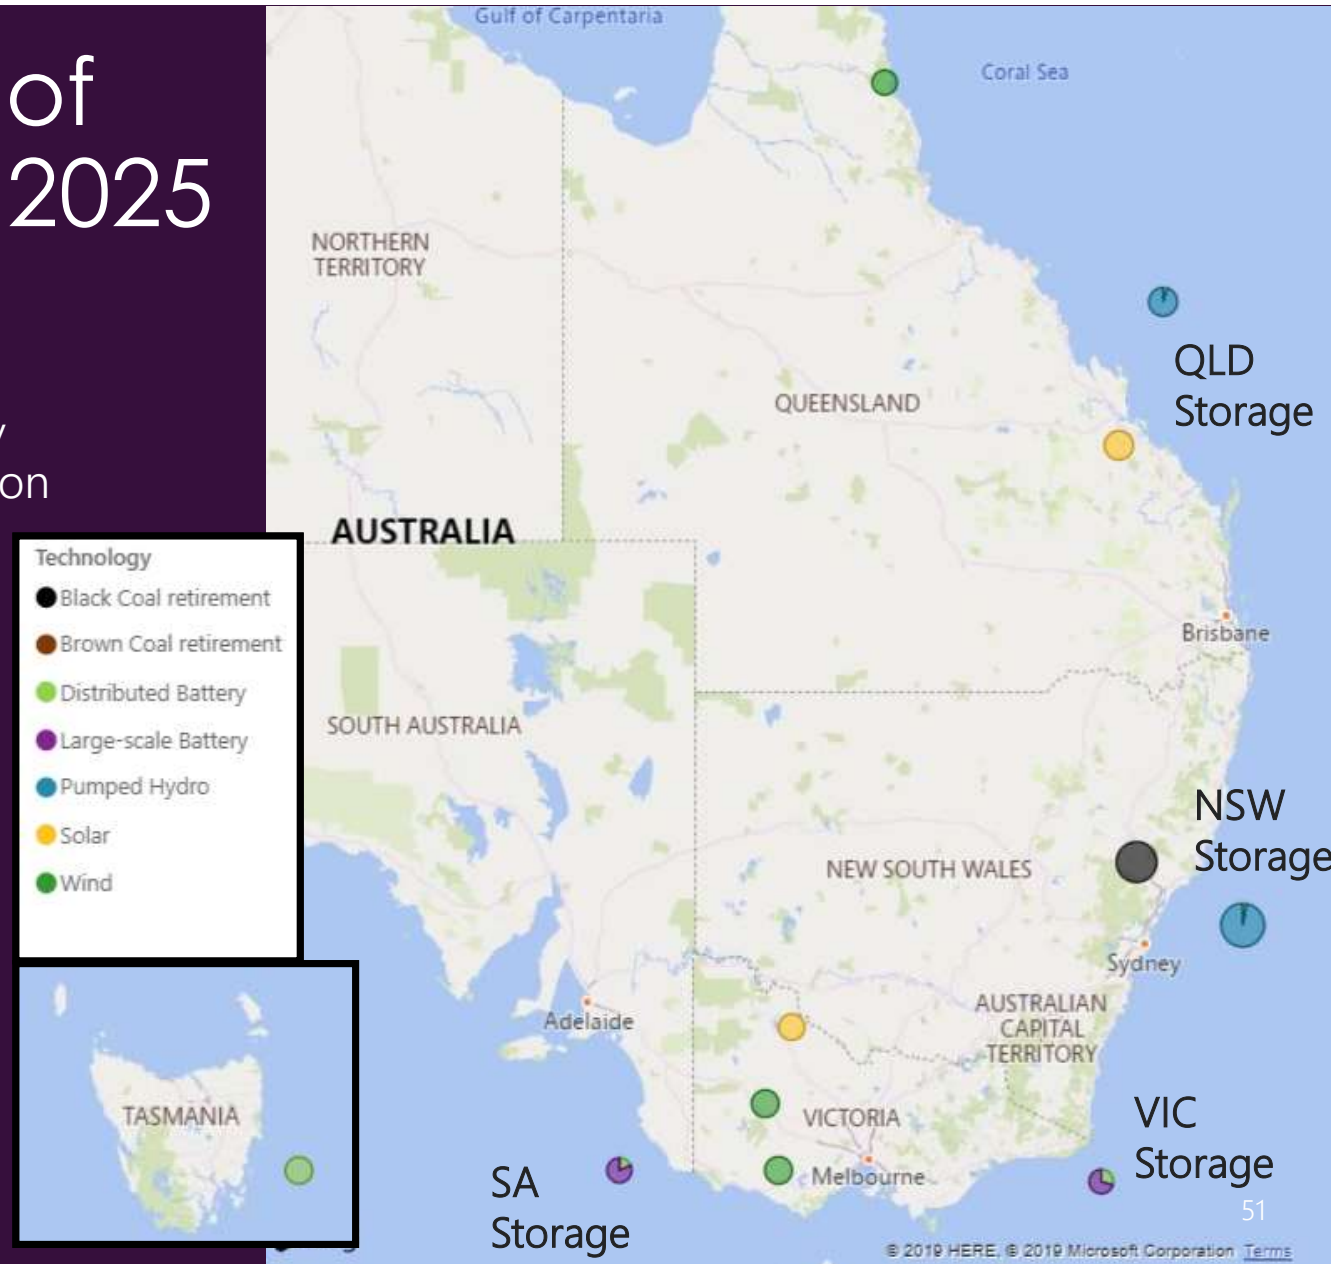 of
2025
y
on
Technology
Black Coal retirement
Brown Coal retirement
Distributed Battery
Large-scale Battery
Pumped Hydro
Solar
Wind
TASMANIA
Gulf of Carpentaria
Coral Sea
NORTHERN
TERRITORY
QLD
Storage
QUEENSLAND
AUSTRALIA
Brisbane
SOUTH AUSTRALIA
NSW
Storage
NEW SOUTH WALES
Sydney
Adelaide
AUSTRALIAN
CAPITAL
TERRITORY
VICTORIA
VIC
Storage
Melbourne
SA
Storage
51
© 2019 HERE, © 2019 Microsoft Corporation Terms